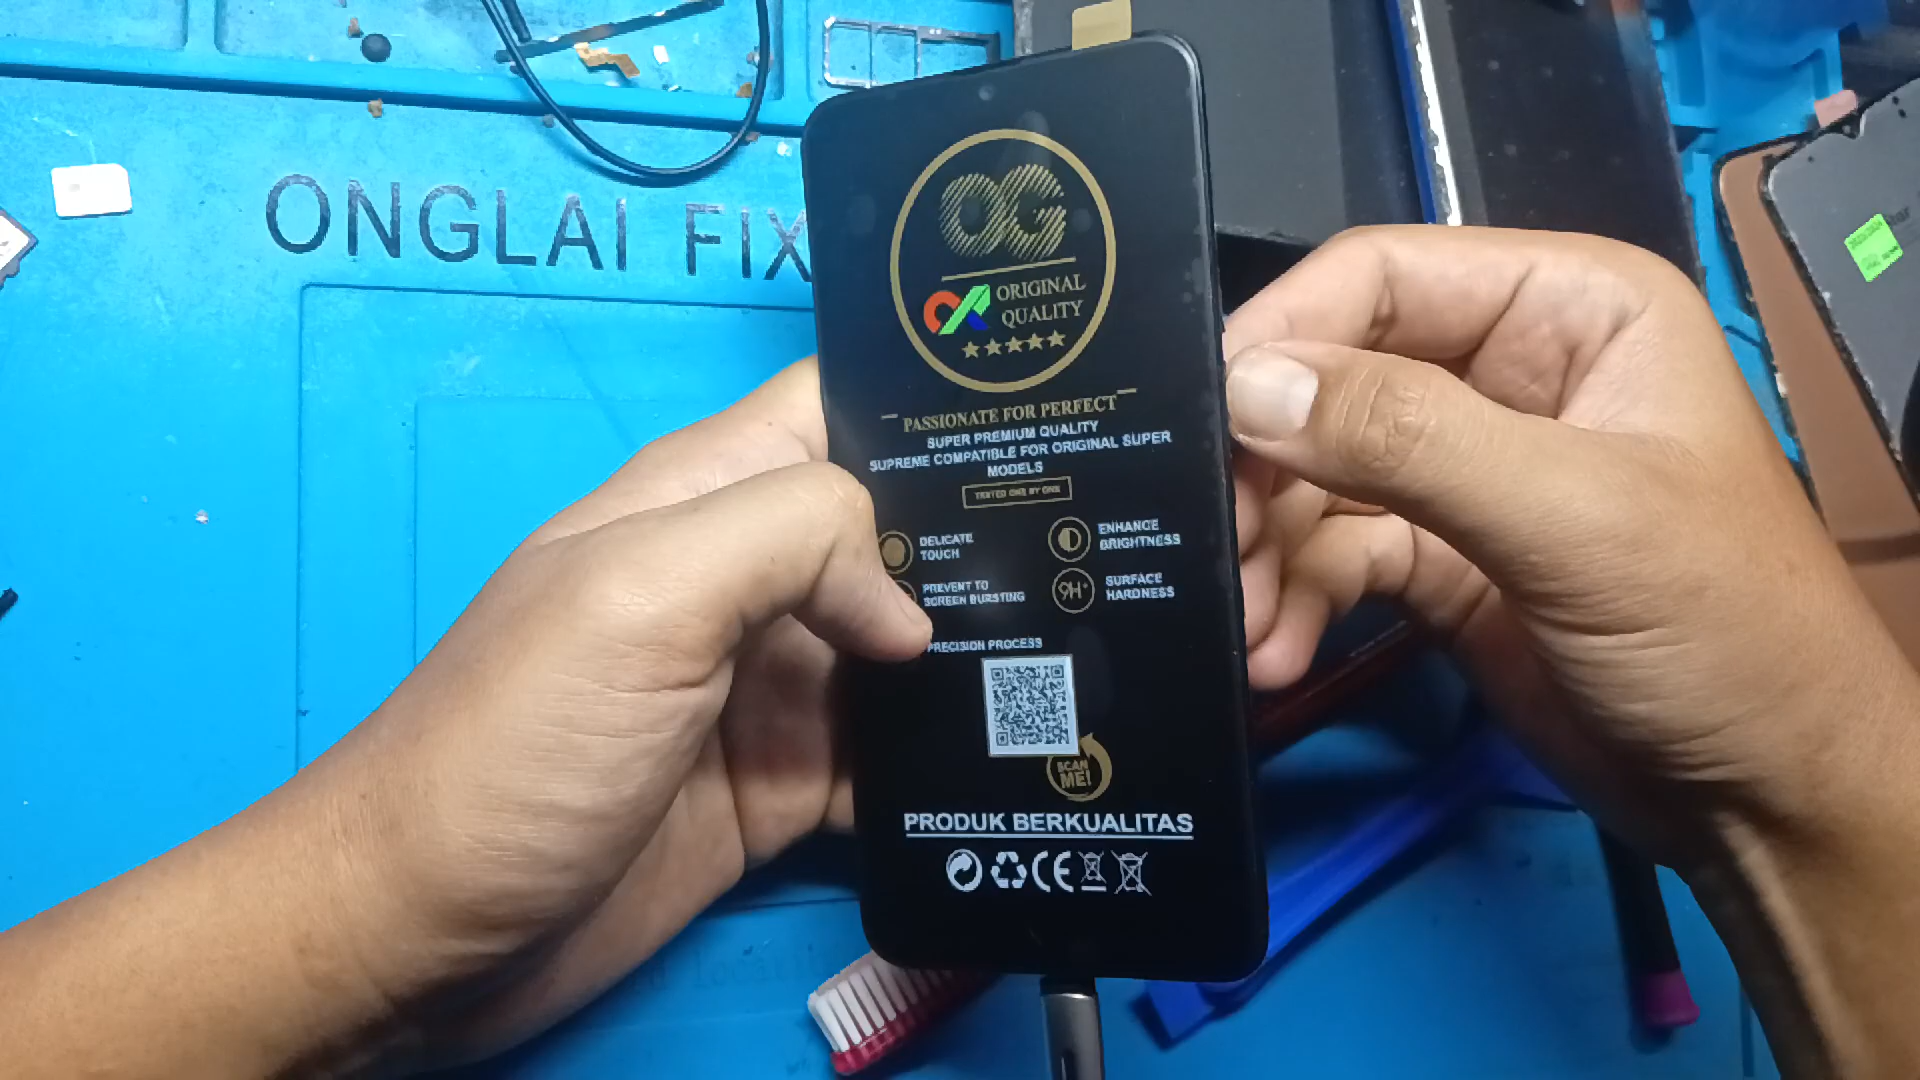 ONGLAI FIX
OG
ORIGINAL
QUALITY
PASSIONATE FOR PERFECT
SUPER PREMIUM QUALITY
SUPREME COMPATIBLE FOR ORIGINAL SUPER
MODELS
TESTED ONE BY ONE
DELICATE
TOUCH
ENHANCE
BRIGHTNESS
PREVENT TO
SCREEN BURSTING
9H+
SURFACE
HARDNESS
PRECISION PROCESS
SCAN
ME!
PRODUK BERKUALITAS
CE